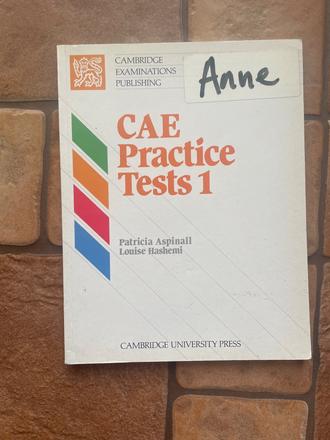 CAMBRIDGE
EXAMINATIONS
PUBLISHING
Anne
CAE
Practice
Tests 1
Patricia Aspinall
Louise Hashemi
CAMBRIDGE UNIVERSITY PRESS